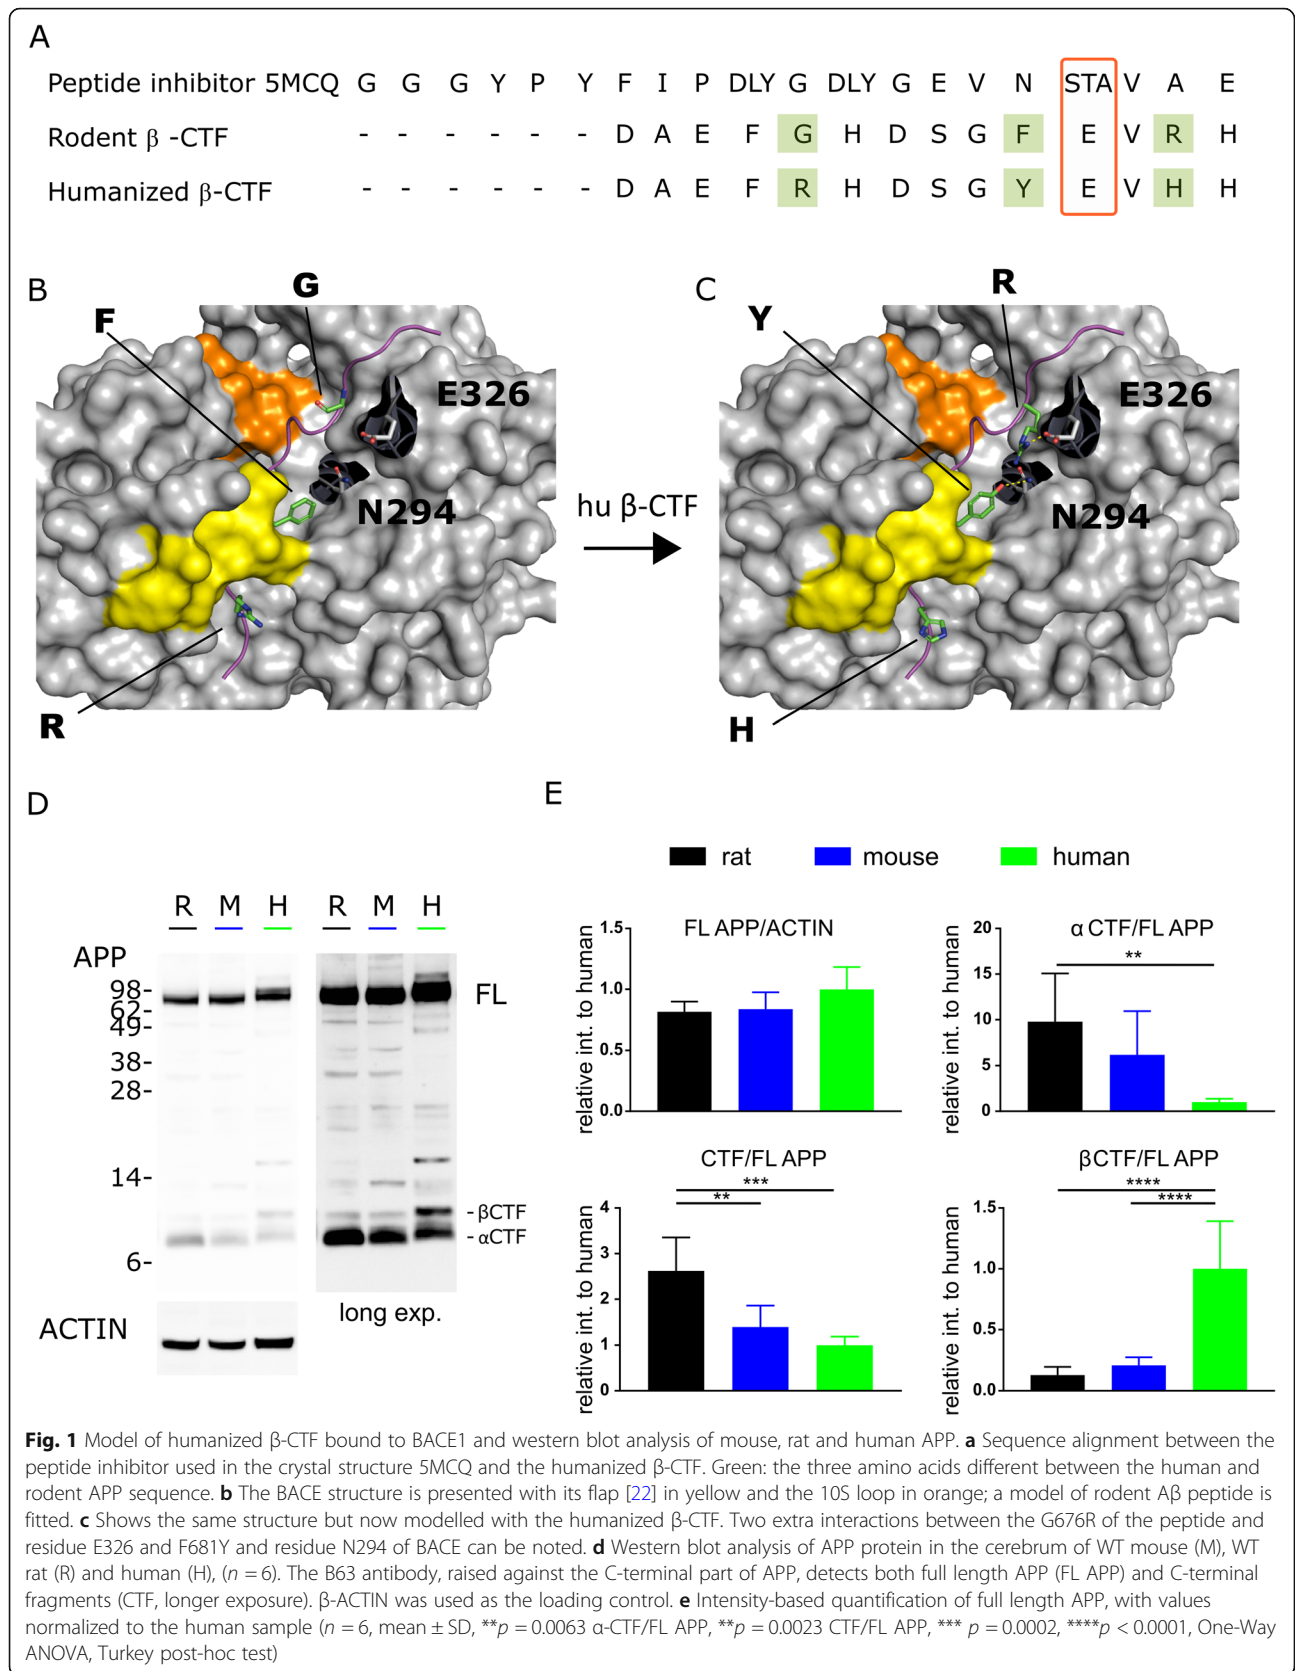 A
Peptide inhibitor 5MCQ G G G Y P Y F I P DLY G DLY G E V N STA V A E
Rodent β -CTF - - - - - - D A E F G H D S G F E V R H
Humanized β-CTF - - - - - - D A E F R H D S G Y E V H H
B
G
F
E326
N294
R
hu β-CTF
C
R
Y
E326
N294
H
D
R M H R M H
APP
98-
62-
49-
38-
28-
14-
6-
FL
- βCTF
- αCTF
long exp.
ACTIN
E
rat mouse human
FL APP/ACTIN
relative int. to human
1.5
1.0
0.5
0.0
α CTF/FL APP
relative int. to human
20
15
10
5
0
**
CTF/FL APP
relative int. to human
4
3
2
1
0
***
**
βCTF/FL APP
relative int. to human
1.5
1.0
0.5
0.0
****
****
Fig. 1 Model of humanized β-CTF bound to BACE1 and western blot analysis of mouse, rat and human APP. a Sequence alignment between the
peptide inhibitor used in the crystal structure 5MCQ and the humanized β-CTF. Green: the three amino acids different between the human and
rodent APP sequence. b The BACE structure is presented with its flap [22] in yellow and the 10S loop in orange; a model of rodent Aβ peptide is
fitted. c Shows the same structure but now modelled with the humanized β-CTF. Two extra interactions between the G676R of the peptide and
residue E326 and F681Y and residue N294 of BACE can be noted. d Western blot analysis of APP protein in the cerebrum of WT mouse (M), WT
rat (R) and human (H), (n = 6). The B63 antibody, raised against the C-terminal part of APP, detects both full length APP (FL APP) and C-terminal
fragments (CTF, longer exposure). β-ACTIN was used as the loading control. e Intensity-based quantification of full length APP, with values
normalized to the human sample (n = 6, mean ± SD, **p = 0.0063 α-CTF/FL APP, **p = 0.0023 CTF/FL APP, *** p = 0.0002, ****p < 0.0001, One-Way
ANOVA, Turkey post-hoc test)